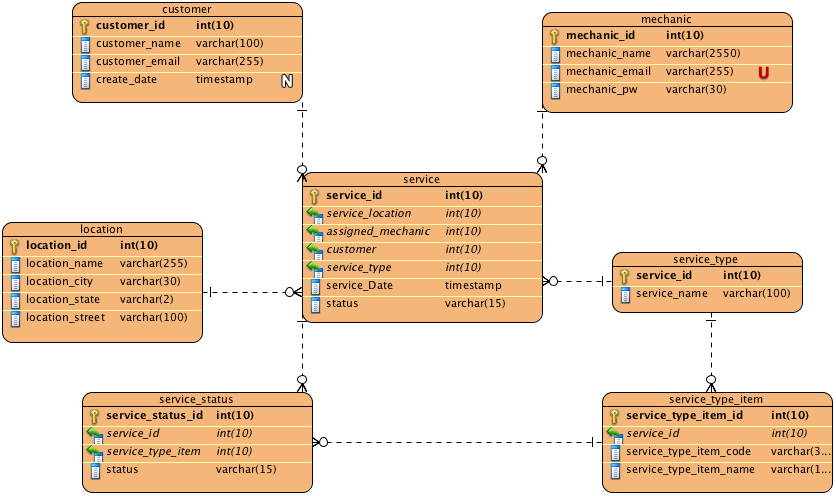 customer
customer_id int(10)
customer_name varchar(100)
customer_email varchar(255)
create_date timestamp N
mechanic
mechanic_id int(10)
mechanic_name varchar(2550)
mechanic_email varchar(255) U
mechanic_pw varchar(30)
service
service_id int(10)
service_location int(10)
assigned_mechanic int(10)
customer int(10)
service_type int(10)
service_Date timestamp
status varchar(15)
location
location_id int(10)
location_name varchar(255)
location_city varchar(30)
location_state varchar(2)
location_street varchar(100)
service_type
service_id int(10)
service_name varchar(100)
service_status
service_status_id int(10)
service_id int(10)
service_type_item int(10)
status varchar(15)
service_type_item
service_type_item_id int(10)
service_id int(10)
service_type_item_code varchar(3...
service_type_item_name varchar(1...